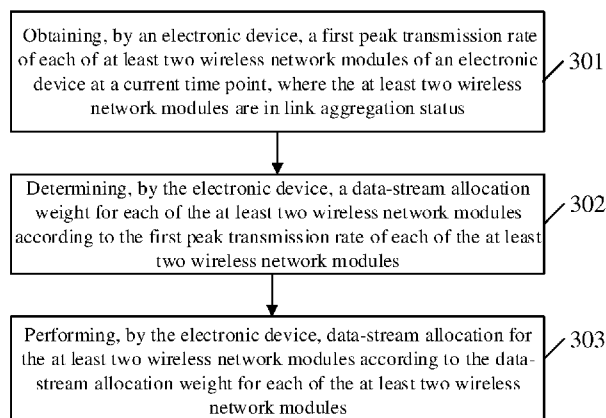 Obtaining, by an electronic device, a first peak transmission rate
of each of at least two wireless network modules of an electronic
device at a current time point, where the at least two wireless
network modules are in link aggregation status
301
Determining, by the electronic device, a data-stream allocation
weight for each of the at least two wireless network modules
according to the first peak transmission rate of each of the at least
two wireless network modules
302
Performing, by the electronic device, data-stream allocation for
the at least two wireless network modules according to the data-
stream allocation weight for each of the at least two wireless
network modules
303